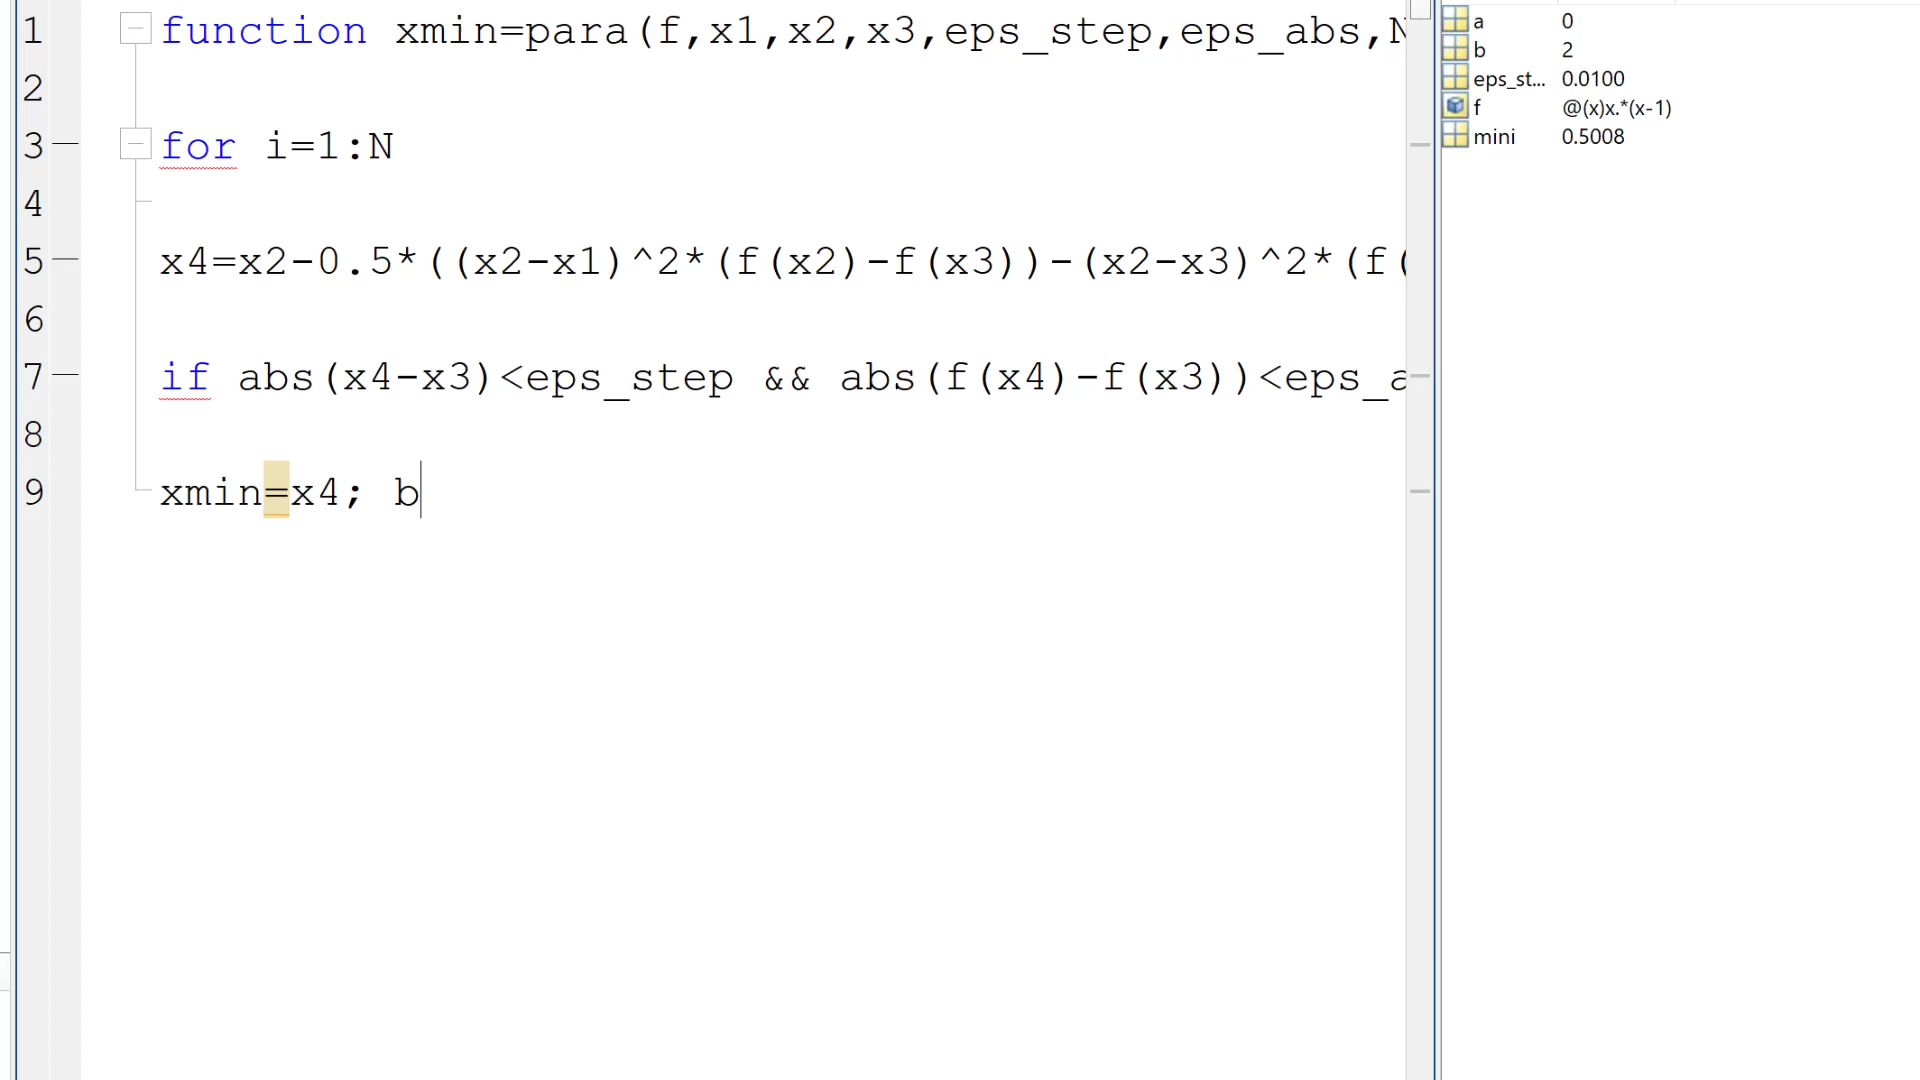 1 function xmin=para(f,x1,x2,x3,eps_step,eps_abs,N
2
3 for i=1:N
4
5 x4=x2-0.5*((x2-x1)^2*(f(x2)-f(x3))-(x2-x3)^2*(f(
6
7 if abs(x4-x3)<eps_step && abs(f(x4)-f(x3))<eps_a
8
9 xmin=x4; b
a 0
b 2
eps_st... 0.0100
f @(x)x.*(x-1)
mini 0.5008